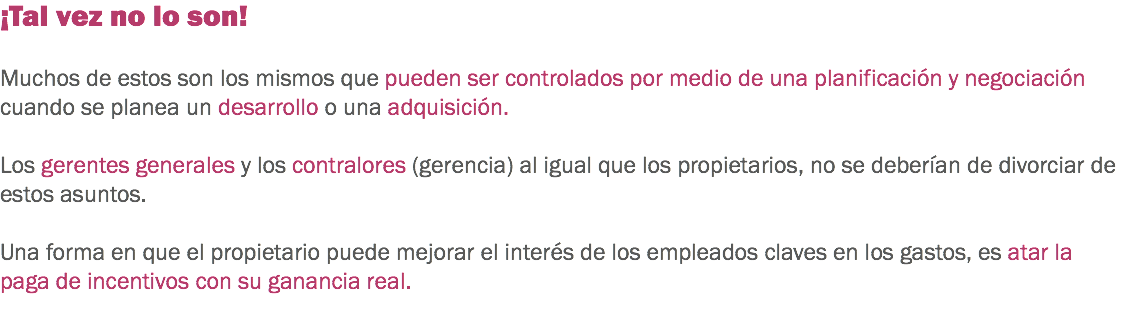 ¡Tal vez no lo son!
Muchos de estos son los mismos que pueden ser controlados por medio de una planificación y negociación
cuando se planea un desarrollo o una adquisición.
Los gerentes generales y los contralores (gerencia) al igual que los propietarios, no se deberían de divorciar de
estos asuntos.
Una forma en que el propietario puede mejorar el interés de los empleados claves en los gastos, es atar la
paga de incentivos con su ganancia real.